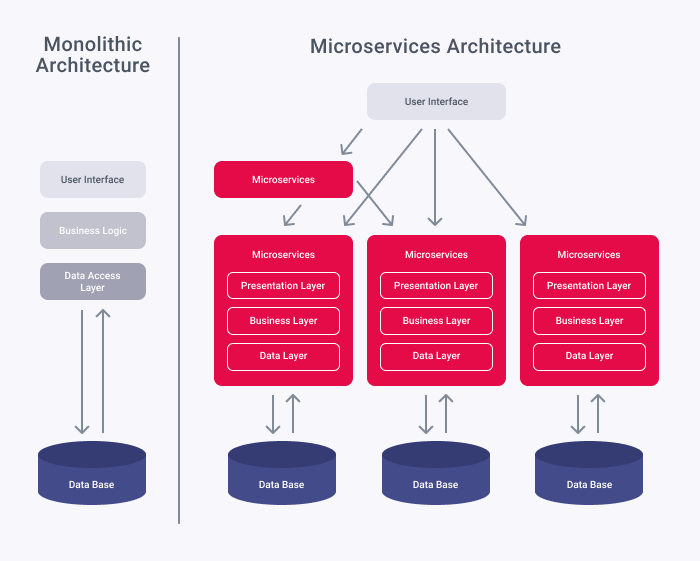 Monolithic
Architecture
User Interface
Business Logic
Data Access
Layer
Data Base
Microservices Architecture
User Interface
Microservices
Microservices
Presentation Layer
Business Layer
Data Layer
Data Base
Microservices
Presentation Layer
Business Layer
Data Layer
Data Base
Microservices
Presentation Layer
Business Layer
Data Layer
Data Base